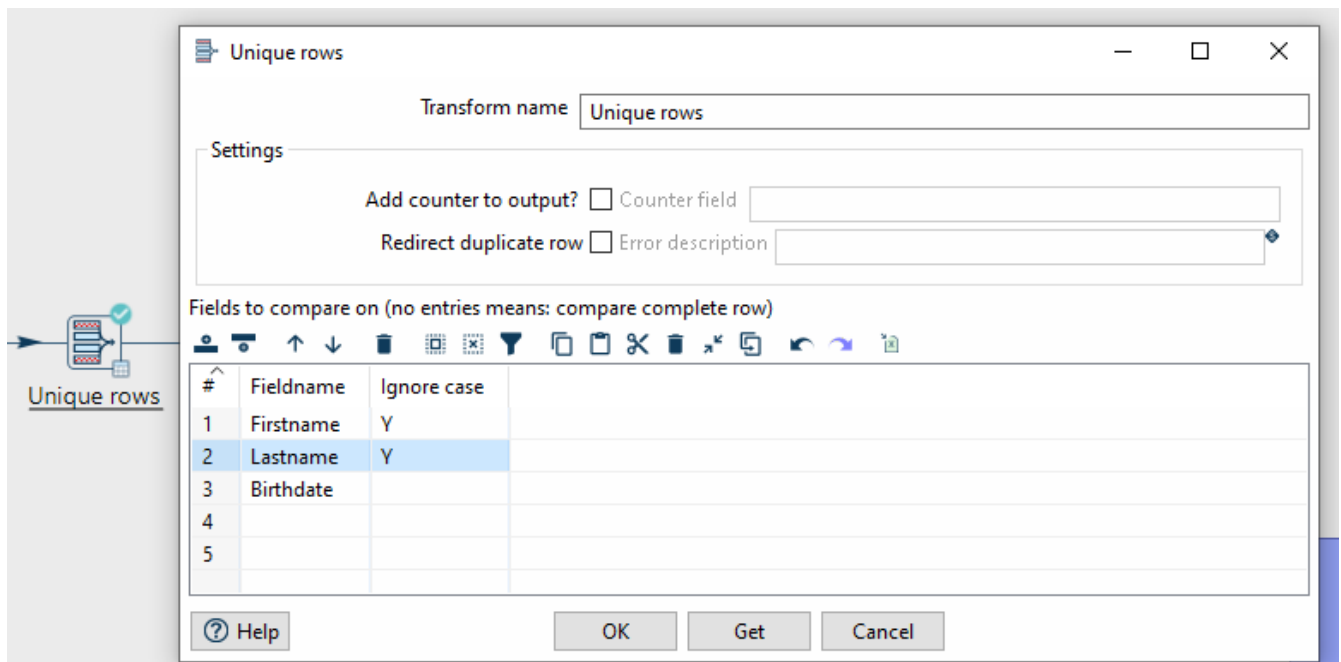 Unique rows
Transform name Unique rows
Settings
Add counter to output? Counter field
Redirect duplicate row Error description
Fields to compare on (no entries means: compare complete row)
# Fieldname Ignore case
1 Firstname Y
2 Lastname Y
3 Birthdate
4
5
Unique rows
Help OK Get Cancel